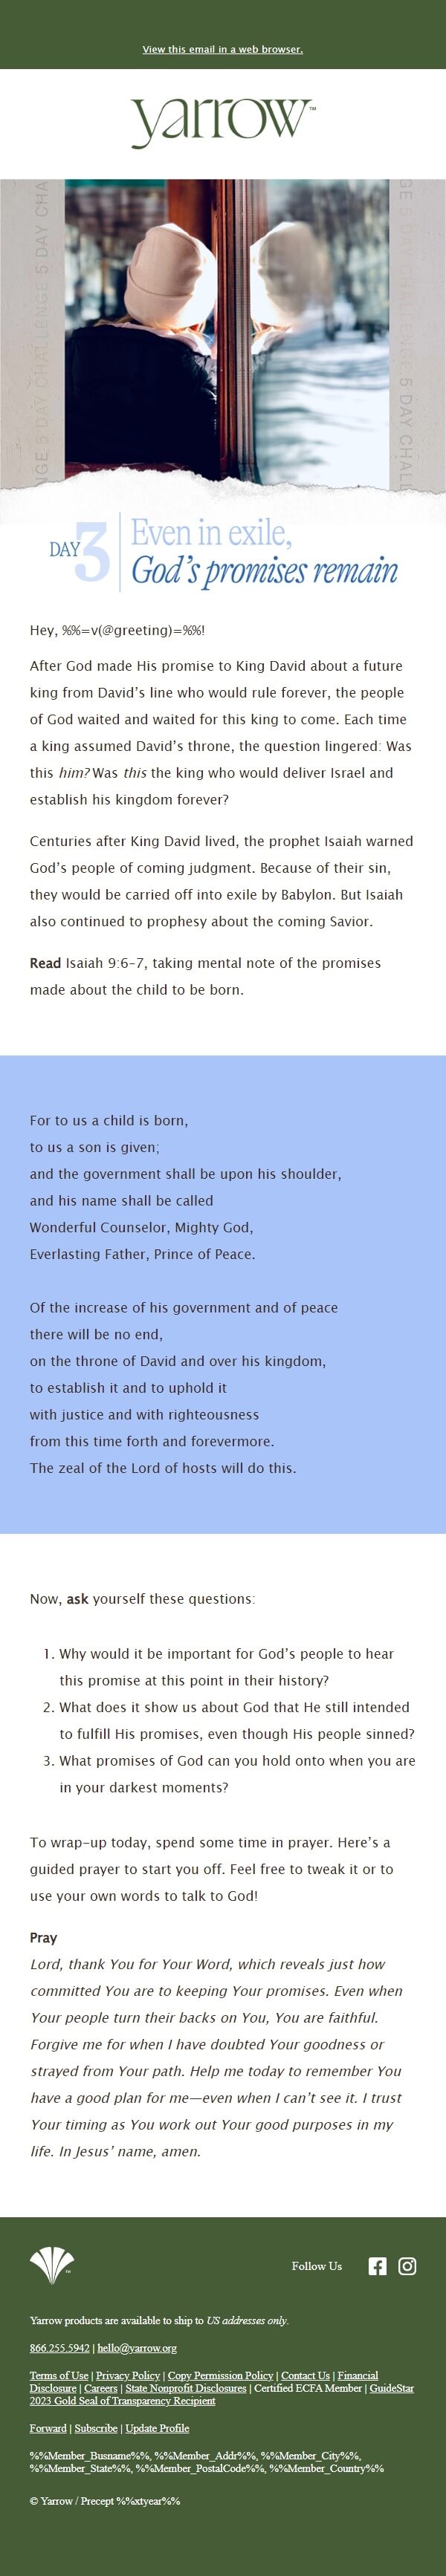 View this email in a web browser.
yarrow™
5 DAY CHALLENGE 5 DAY CHA
GE 5 DAY CHALLENGE 5 DAY CHALL
DAY 3
Even in exile,
God's promises remain
Hey, %%=v(@greeting)=%%!
After God made His promise to King David about a future
king from David’s line who would rule forever, the people
of God waited and waited for this king to come. Each time
a king assumed David’s throne, the question lingered: Was
this him? Was this the king who would deliver Israel and
establish his kingdom forever?
Centuries after King David lived, the prophet Isaiah warned
God’s people of coming judgment. Because of their sin,
they would be carried off into exile by Babylon. But Isaiah
also continued to prophesy about the coming Savior.
Read Isaiah 9:6–7, taking mental note of the promises
made about the child to be born.
For to us a child is born,
to us a son is given;
and the government shall be upon his shoulder,
and his name shall be called
Wonderful Counselor, Mighty God,
Everlasting Father, Prince of Peace.
Of the increase of his government and of peace
there will be no end,
on the throne of David and over his kingdom,
to establish it and to uphold it
with justice and with righteousness
from this time forth and forevermore.
The zeal of the Lord of hosts will do this.
Now, ask yourself these questions:
1. Why would it be important for God’s people to hear
this promise at this point in their history?
2. What does it show us about God that He still intended
to fulfill His promises, even though His people sinned?
3. What promises of God can you hold onto when you are
in your darkest moments?
To wrap-up today, spend some time in prayer. Here’s a
guided prayer to start you off. Feel free to tweak it or to
use your own words to talk to God!
Pray
Lord, thank You for Your Word, which reveals just how
committed You are to keeping Your promises. Even when
Your people turn their backs on You, You are faithful.
Forgive me for when I have doubted Your goodness or
strayed from Your path. Help me today to remember You
have a good plan for me—even when I can’t see it. I trust
Your timing as You work out Your good purposes in my
life. In Jesus’ name, amen.
Follow Us
Yarrow products are available to ship to US addresses only.
866.255.5942 | hello@yarrow.org
Terms of Use | Privacy Policy | Copy Permission Policy | Contact Us | Financial
Disclosure | Careers | State Nonprofit Disclosures | Certified ECFA Member | GuideStar
2023 Gold Seal of Transparency Recipient
Forward | Subscribe | Update Profile
%%Member_Busname%%, %%Member_Addr%%, %%Member_City%%,
%%Member_State%%, %%Member_PostalCode%%, %%Member_Country%%
© Yarrow / Precept %%xtyear%%